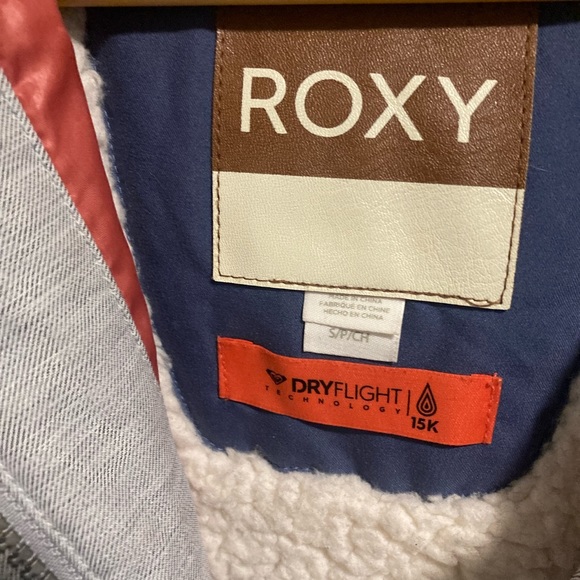 ROXY
MADE IN CHINA
FABRIQUÉ EN CHINE
HECHO EN CHINA
S/P/CH
DRYFLIGHT
TECHNOLOGY
15K